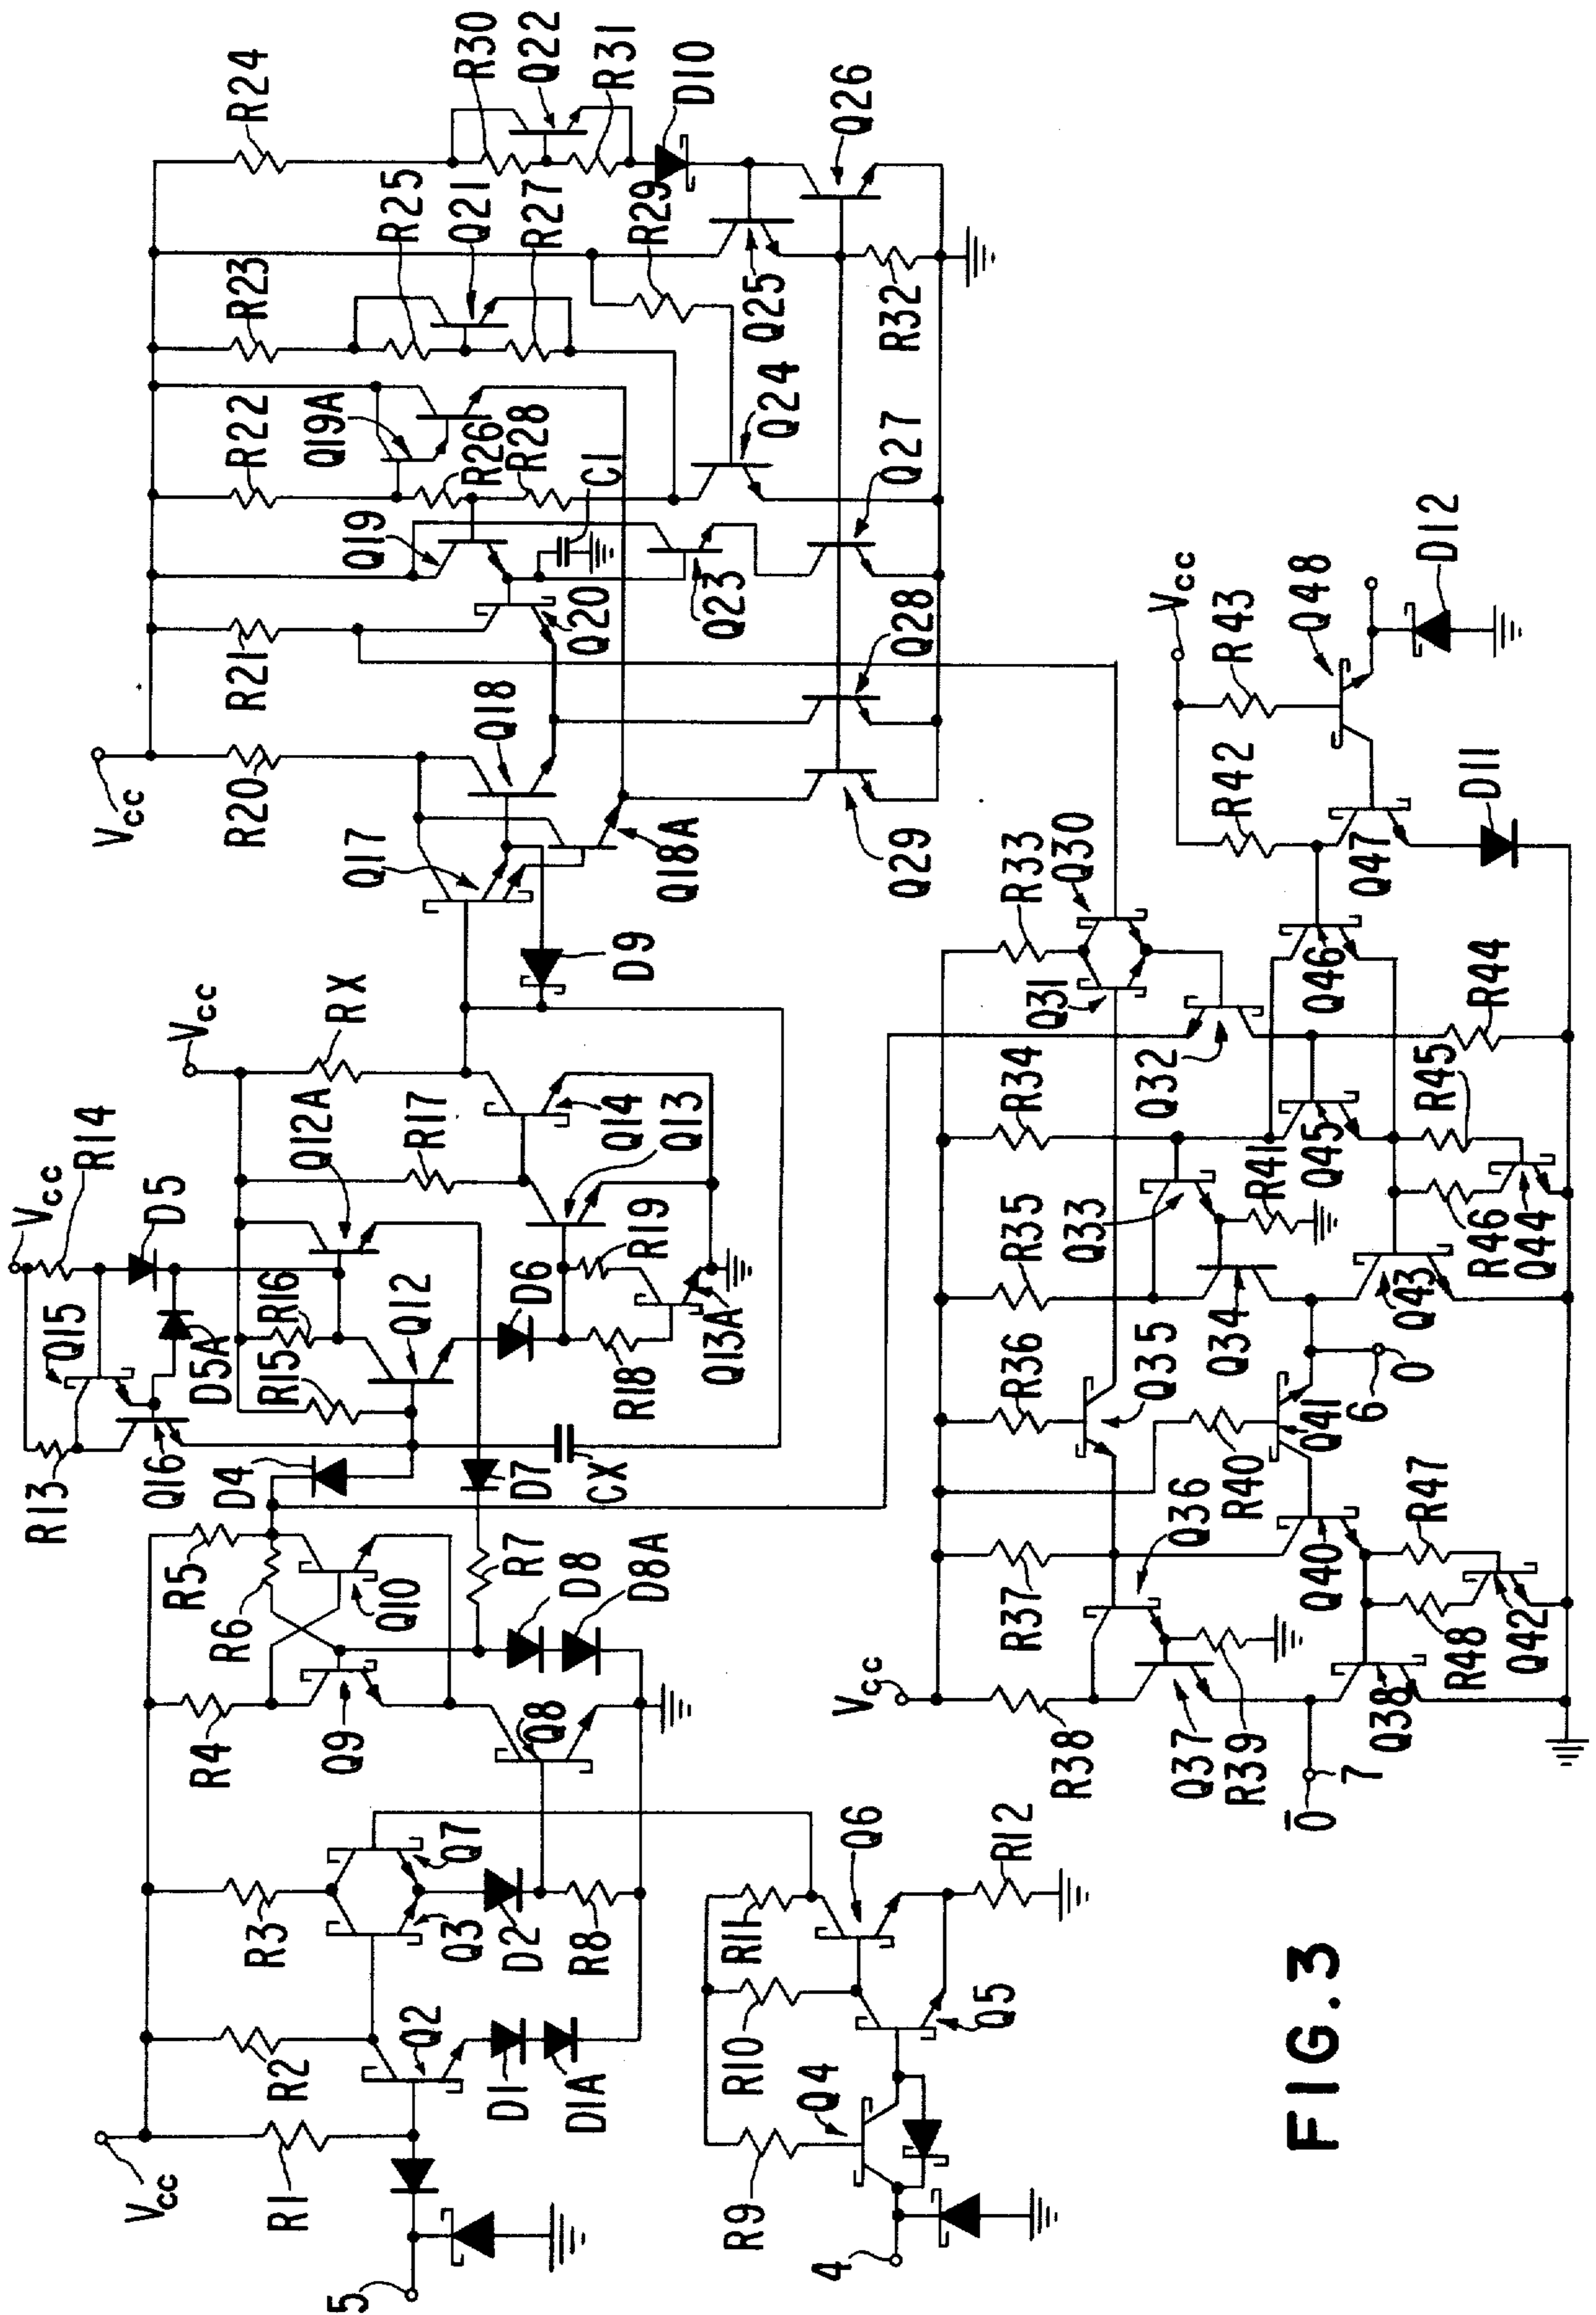 Vcc
R24
R30
Q22
R31
D10
Q26
R23
R25
Q21
R27
R29
Q25
R32
R22
Q19A
R26
R28
C1
Q24
Q27
Q19
R21
Q20
Q23
Q28
Vcc
R20
Q18
Q17
Q18A
Q29
D9
Vcc
RX
R14
Q12A
R17
Q14
Q13
Vcc
D5
Q15
D5A
R16
R15
Q12
D6
R19
R18
Q13A
R13
Q16
D4
D7
CX
R5
R6
Q10
R7
D8
D8A
R4
Q9
Q8
R3
Q7
Q3
D2
R8
R2
Q2
D1
D1A
Vcc
R1
5
Q6
R11
R12
R10
Q5
Q4
R9
4
Vcc
R43
Q48
D12
R42
Q47
D11
R33
Q30
Q31
Q46
R44
R34
Q32
Q45
R45
R35
Q33
R41
R46
Q44
R36
Q35
Q34
Q43
Q41
6
O
R40
R37
Q36
Q40
R47
R48
Q42
Vcc
R38
Q37
R39
Q38
7
Ō
FIG.3